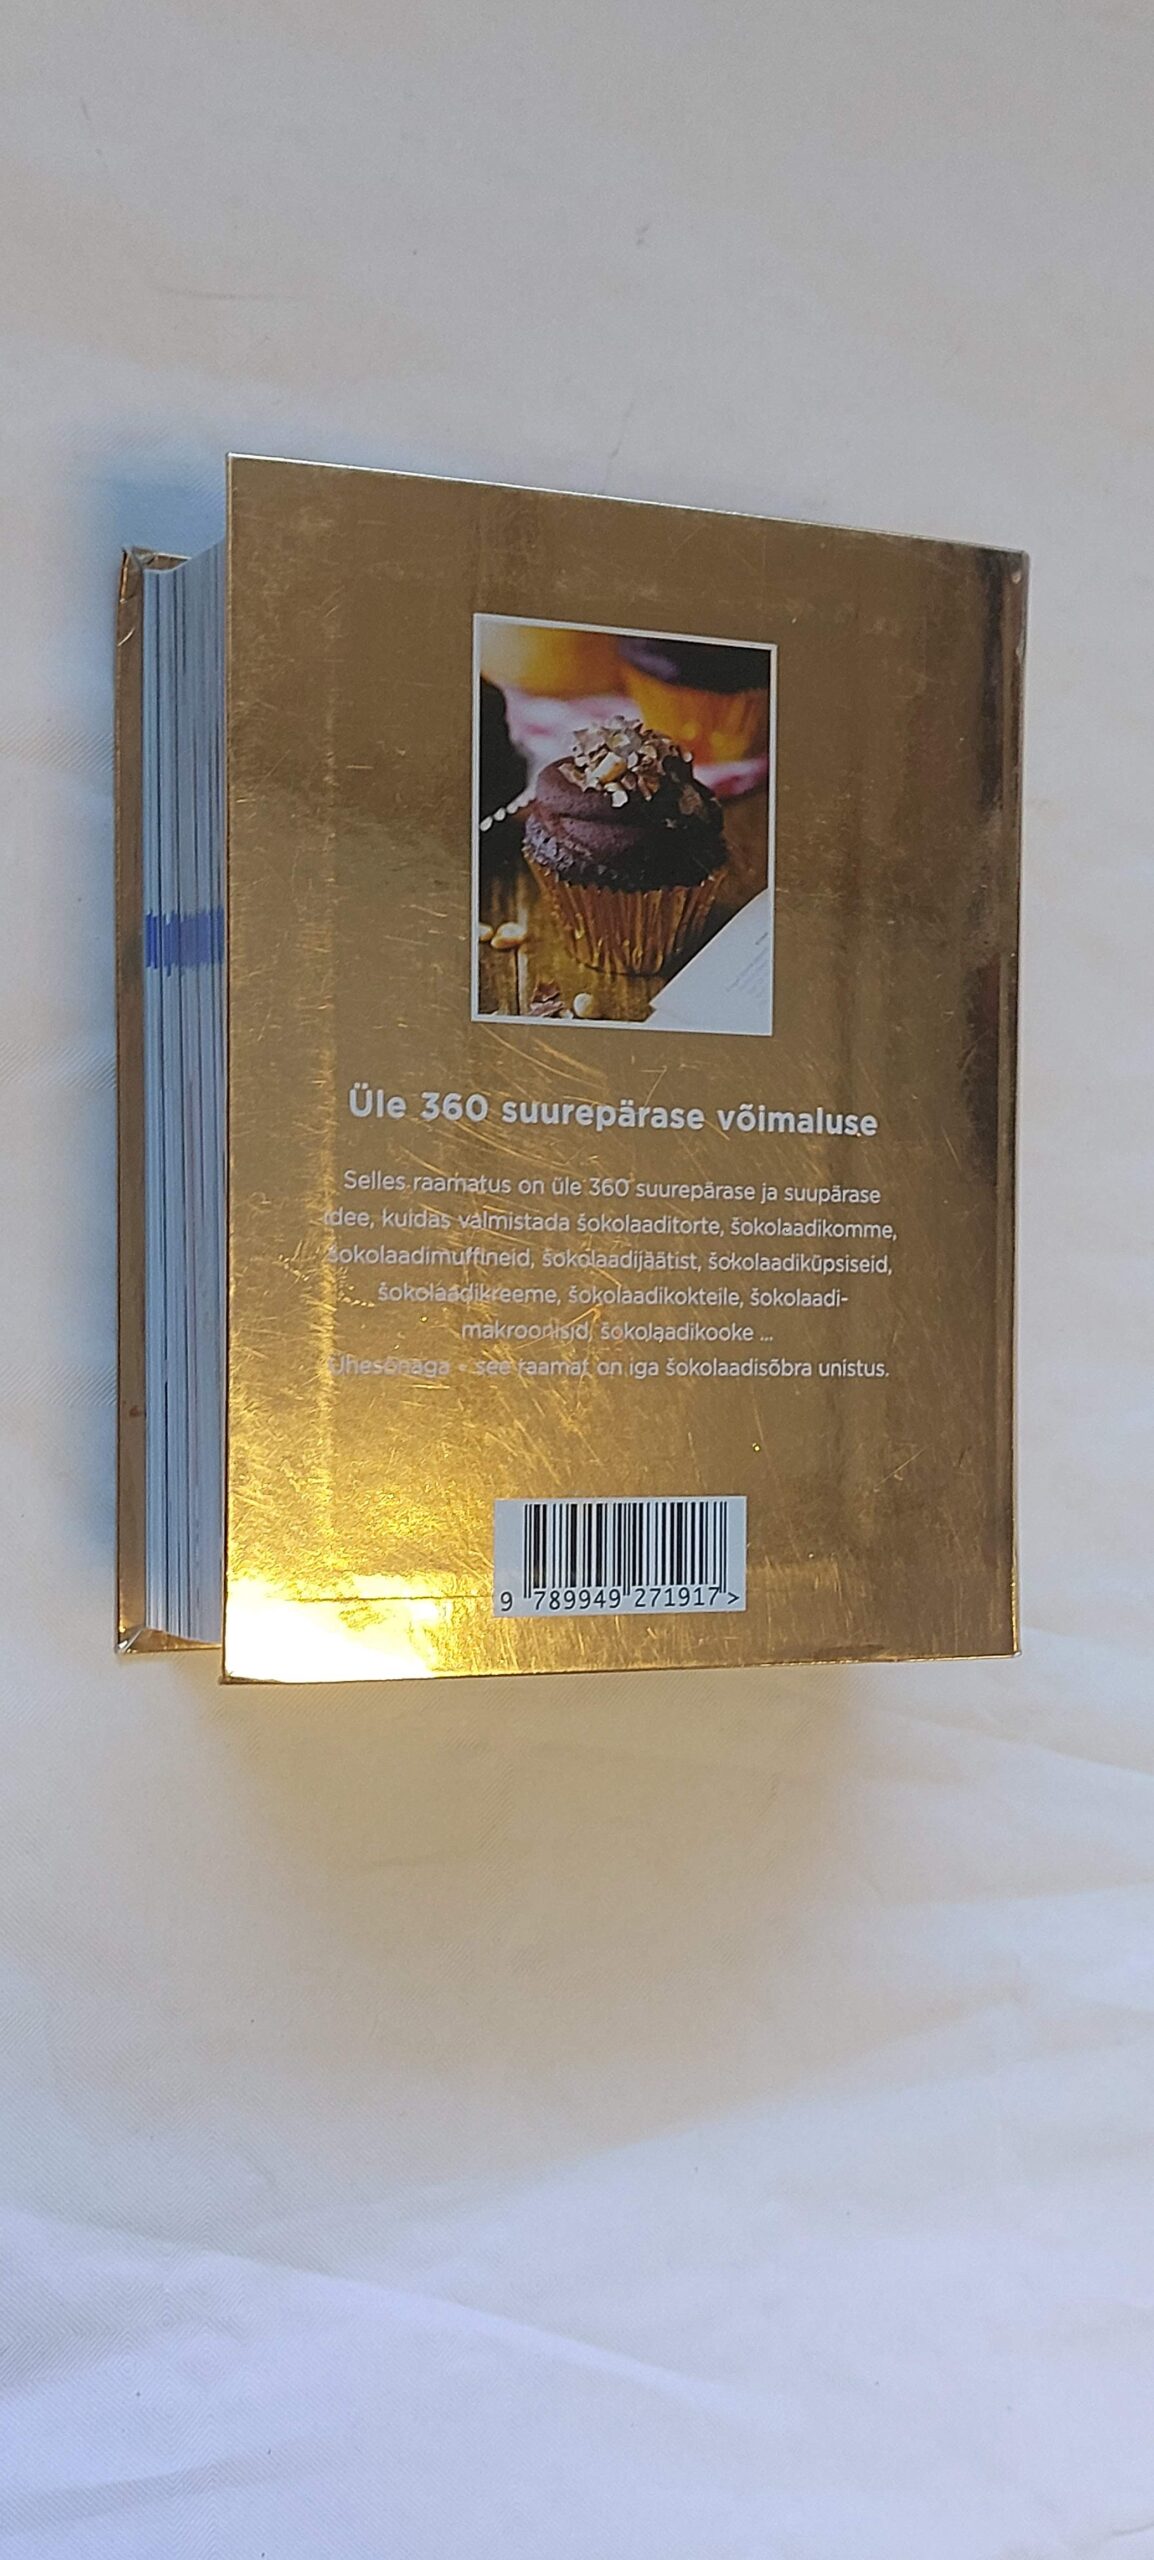 Üle 360 suurepärase võimaluse
Selles raamatus on üle 360 suurepärase ja suupärase
idee, kuidas valmistada šokolaaditorte, šokolaadikomme,
šokolaadimuffineid, šokolaadijäätist, šokolaadiküpsiseid,
šokolaadikreeme, šokolaadikokteile, šokolaadi-
makroonisid, šokolaadikooke ...
Ühesõnaga - see raamat on iga šokolaadisõbra unistus.
9 789949 271917 >